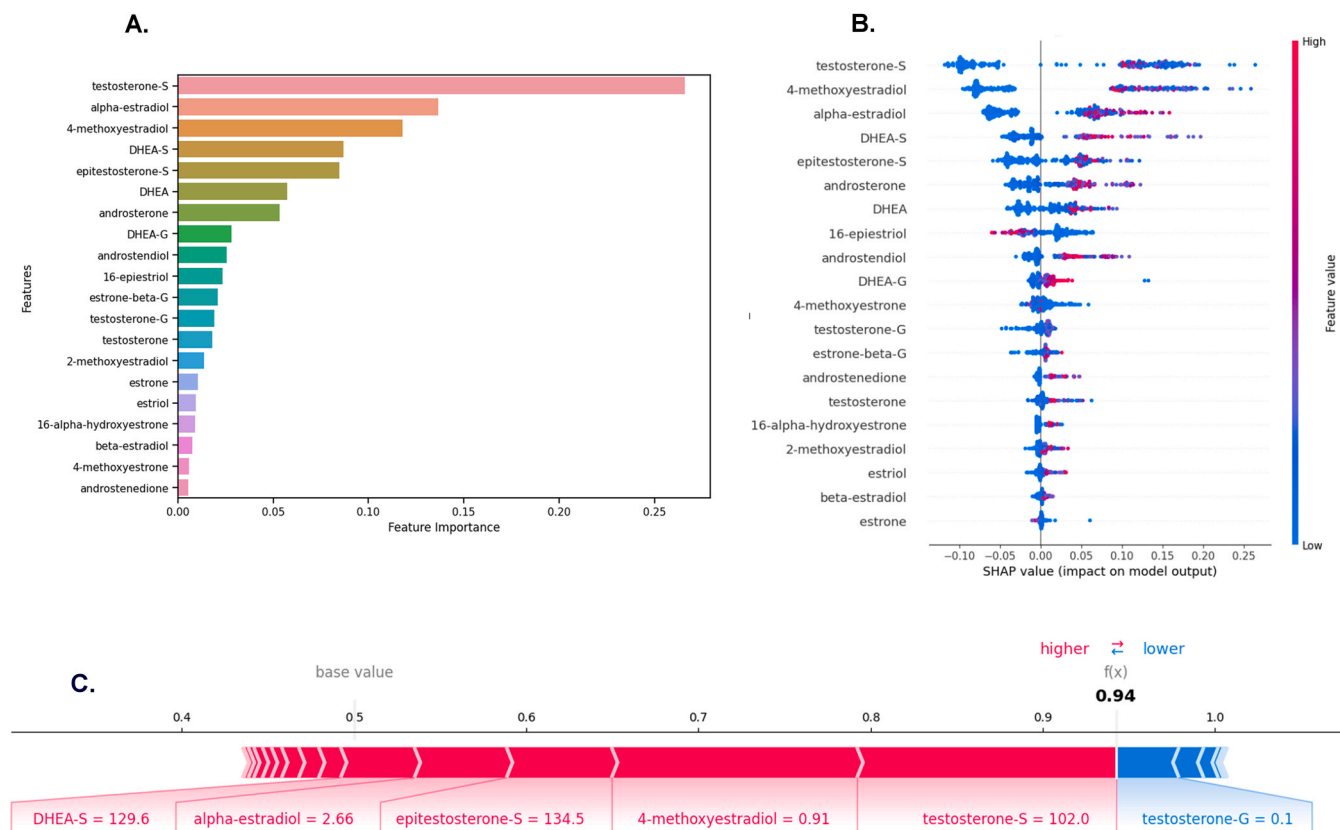 A.
testosterone-S
alpha-estradiol
4-methoxyestradiol
DHEA-S
epitestosterone-S
DHEA
androsterone
DHEA-G
androstendiol
16-epiestriol
estrone-beta-G
testosterone-G
testosterone
2-methoxyestradiol
estrone
estriol
16-alpha-hydroxyestrone
beta-estradiol
4-methoxyestrone
androstenedione
Features
0.00 0.05 0.10 0.15 0.20 0.25
Feature Importance
B.
testosterone-S
4-methoxyestradiol
alpha-estradiol
DHEA-S
epitestosterone-S
androsterone
DHEA
16-epiestriol
androstendiol
DHEA-G
4-methoxyestrone
testosterone-G
estrone-beta-G
androstenedione
testosterone
16-alpha-hydroxyestrone
2-methoxyestradiol
estriol
beta-estradiol
estrone
−0.10 −0.05 0.00 0.05 0.10 0.15 0.20 0.25
SHAP value (impact on model output)
High
Feature value
Low
C.
higher ⇄ lower
base value f(x)
0.94
0.4 0.5 0.6 0.7 0.8 0.9 1.0
DHEA-S = 129.6 alpha-estradiol = 2.66 epitestosterone-S = 134.5 4-methoxyestradiol = 0.91 testosterone-S = 102.0 testosterone-G = 0.1